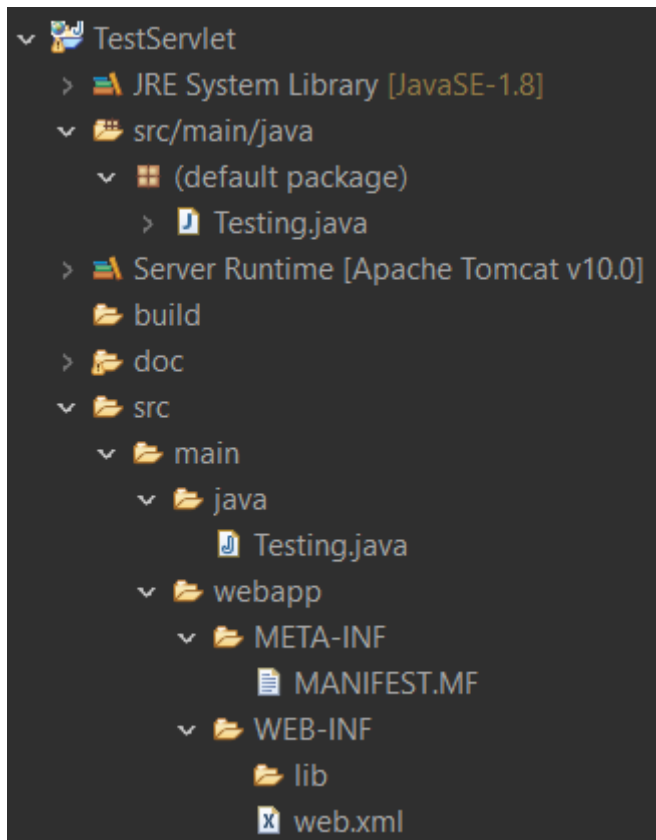 TestServlet
JRE System Library [JavaSE-1.8]
src/main/java
(default package)
Testing.java
Server Runtime [Apache Tomcat v10.0]
build
doc
src
main
java
Testing.java
webapp
META-INF
MANIFEST.MF
WEB-INF
lib
web.xml